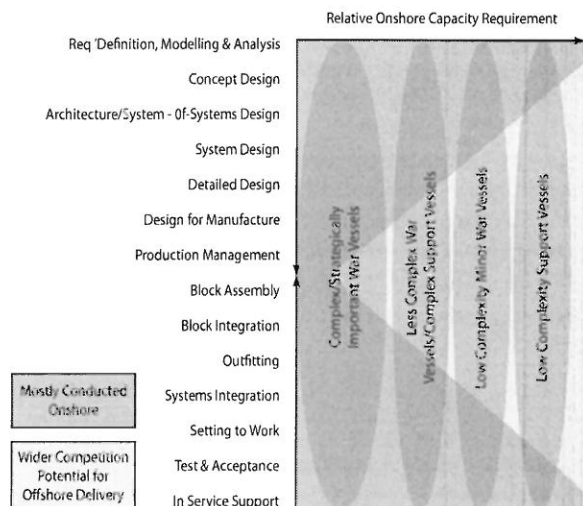 Relative Onshore Capacity Requirement
Req 'Definition, Modelling & Analysis
Concept Design
Architecture/System - Of-Systems Design
System Design
Detailed Design
Design for Manufacture
Production Management
Block Assembly
Block Integration
Outfitting
Systems Integration
Setting to Work
Test & Acceptance
In Service Support
Mostly Conducted
Onshore
Wider Competition
Potential for
Offshore Delivery
Complex/Strategically
Important War Vessels
Less Complex War
Vessels/Complex Support Vessels
Low Complexity Minor War Vessels
Low Complexity Support Vessels